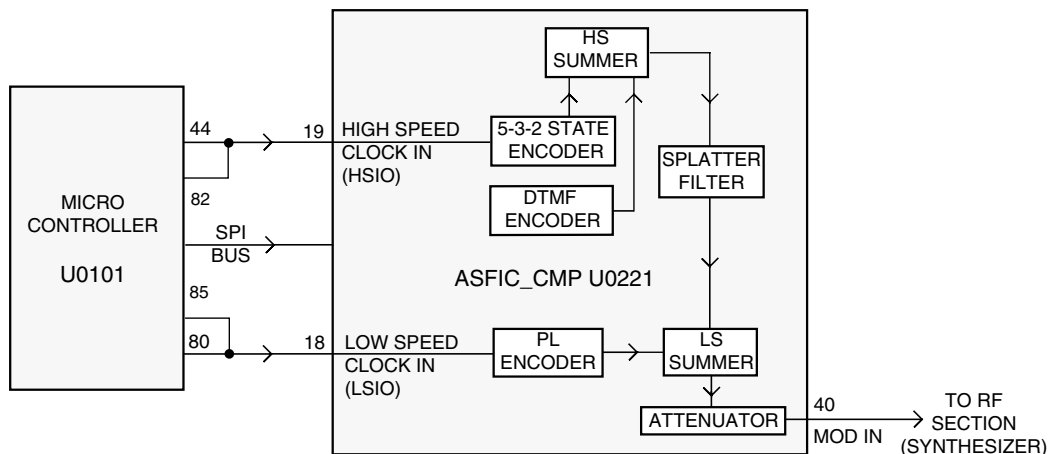 HS
SUMMER
44
19
HIGH SPEED
CLOCK IN
(HSIO)
5-3-2 STATE
ENCODER
SPLATTER
FILTER
82
DTMF
ENCODER
MICRO
CONTROLLER
U0101
SPI
BUS
ASFIC_CMP U0221
85
80
18
LOW SPEED
CLOCK IN
(LSIO)
PL
ENCODER
LS
SUMMER
ATTENUATOR
40
MOD IN
TO RF
SECTION
(SYNTHESIZER)